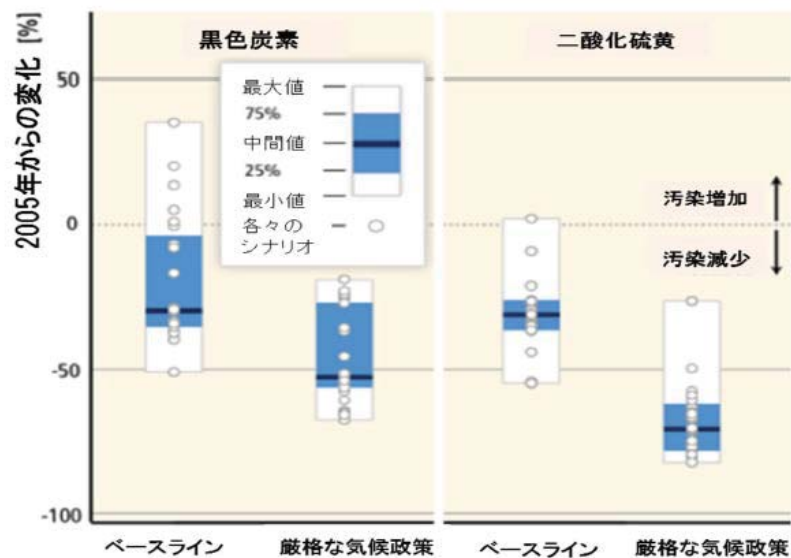 2005年からの変化 [%]
50
0
-50
-100
黒色炭素
最大値
75%
中間値
25%
最小値
各々の
シナリオ
二酸化硫黄
汚染増加
汚染減少
ベースライン
厳格な気候政策
ベースライン
厳格な気候政策